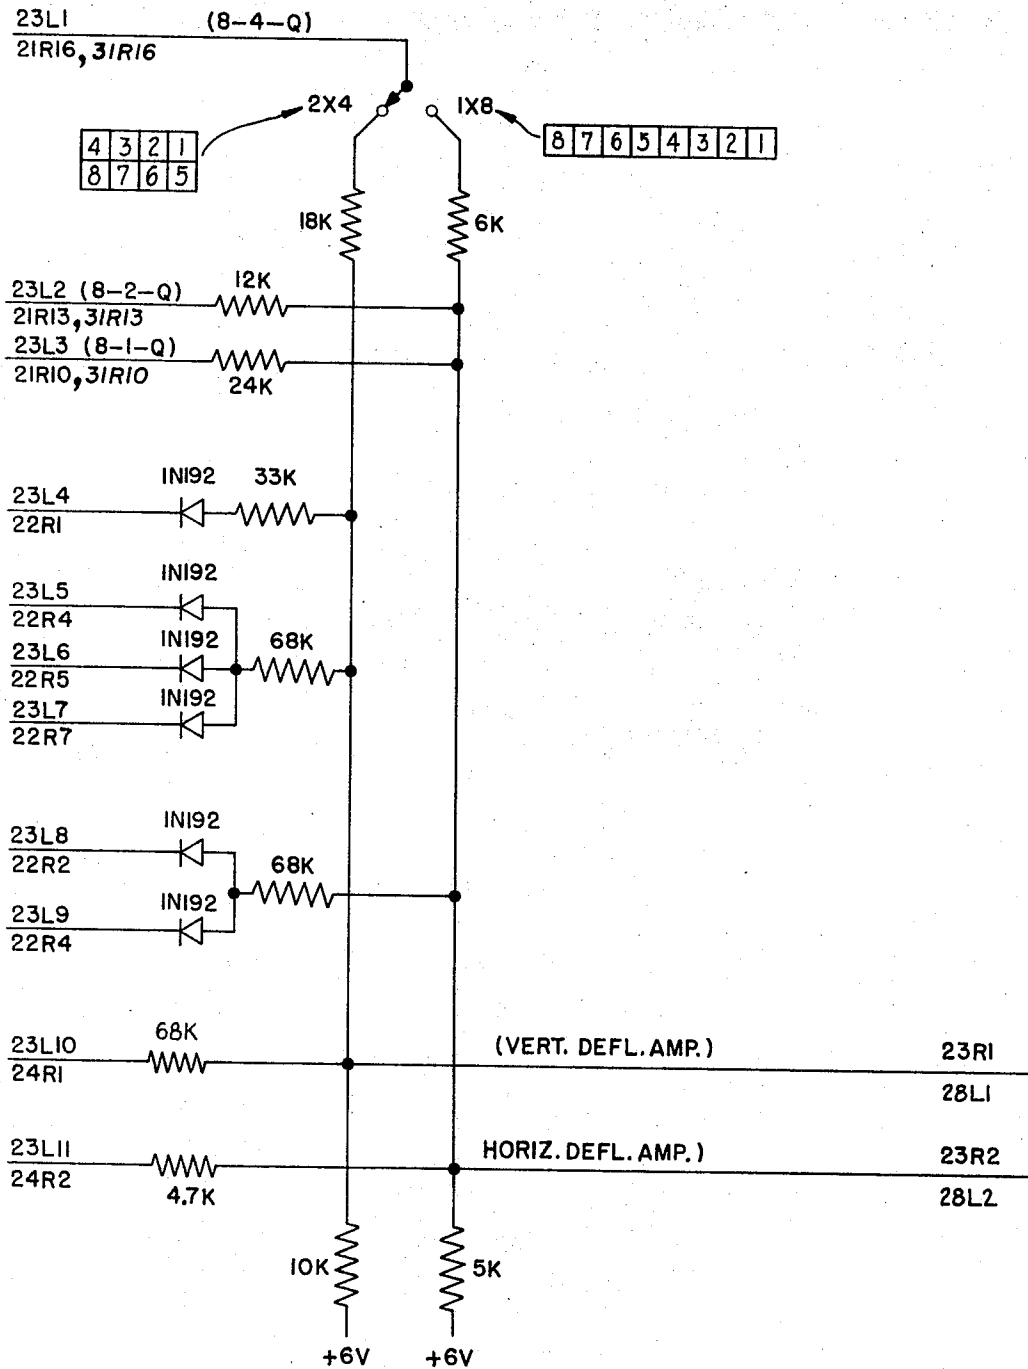 23L1 (8-4-Q)
21R16, 31R16
2X4
1X8
4 3 2 1
8 7 6 5
8 7 6 5 4 3 2 1
18K
6K
23L2 (8-2-Q)
12K
21R13, 31R13
23L3 (8-1-Q)
21R10, 31R10
24K
1N192
33K
23L4
22R1
1N192
23L5
22R4
1N192
68K
23L6
22R5
1N192
23L7
22R7
1N192
23L8
22R2
68K
1N192
23L9
22R4
68K
23L10
24R1
(VERT. DEFL. AMP.)
23R1
28L1
23L11
24R2
4.7K
HORIZ. DEFL. AMP.)
23R2
28L2
10K
5K
+6V
+6V